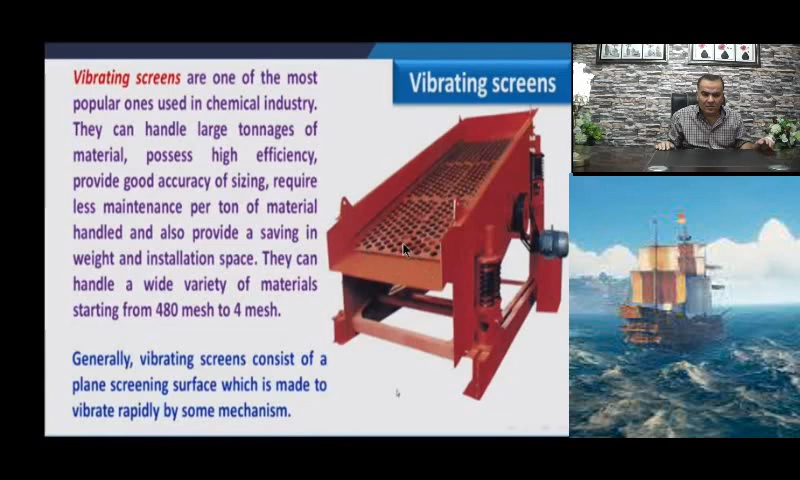 Vibrating screens
Vibrating screens are one of the most
popular ones used in chemical industry.
They can handle large tonnages of
material, possess high efficiency,
provide good accuracy of sizing, require
less maintenance per ton of material
handled and also provide a saving in
weight and installation space. They can
handle a wide variety of materials
starting from 480 mesh to 4 mesh.
Generally, vibrating screens consist of a
plane screening surface which is made to
vibrate rapidly by some mechanism.